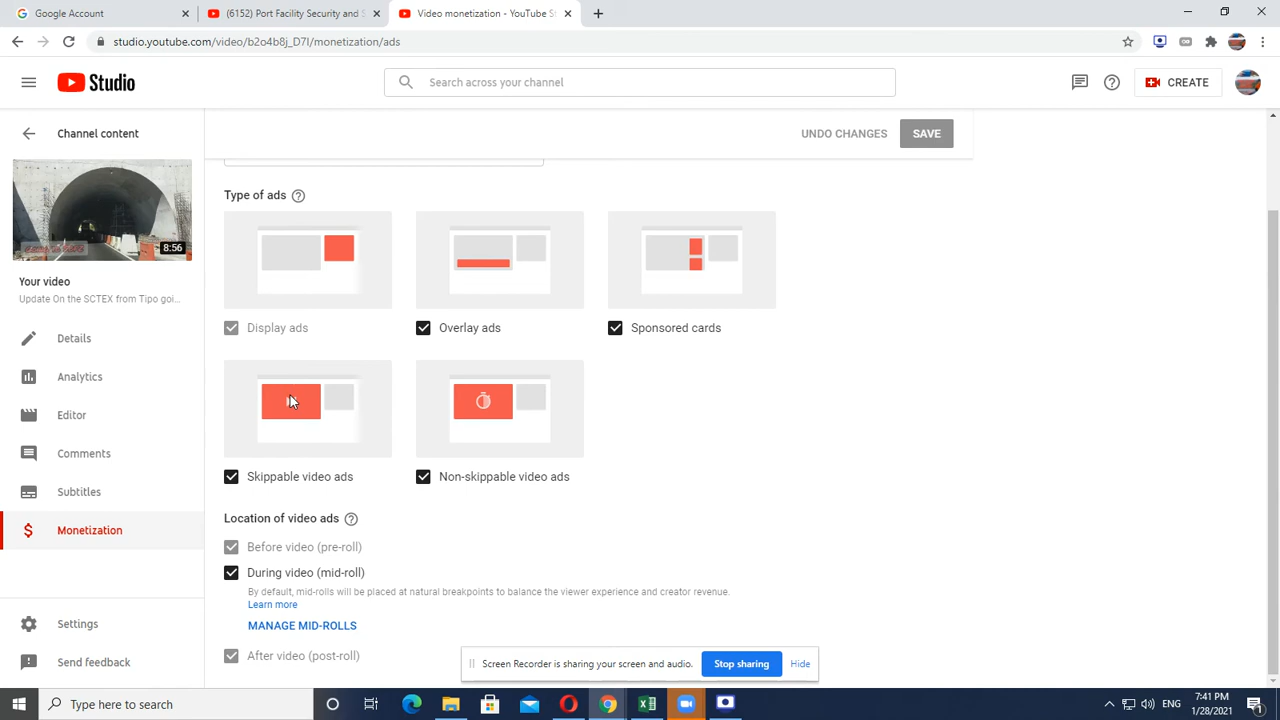 Google Account
(6152) Port Facility Security and S
Video monetization - YouTube St
studio.youtube.com/video/b2o4b8j_D7I/monetization/ads
Studio
Search across your channel
CREATE
Channel content
UNDO CHANGES
SAVE
8:56
Your video
Update On the SCTEX from Tipo goi...
Details
Analytics
Editor
Comments
Subtitles
Monetization
Settings
Send feedback
Type of ads
Display ads
Overlay ads
Sponsored cards
Skippable video ads
Non-skippable video ads
Location of video ads
Before video (pre-roll)
During video (mid-roll)
By default, mid-rolls will be placed at natural breakpoints to balance the viewer experience and creator revenue.
Learn more
MANAGE MID-ROLLS
After video (post-roll)
Screen Recorder is sharing your screen and audio.
Stop sharing
Hide
Type here to search
ENG
7:41 PM
1/28/2021